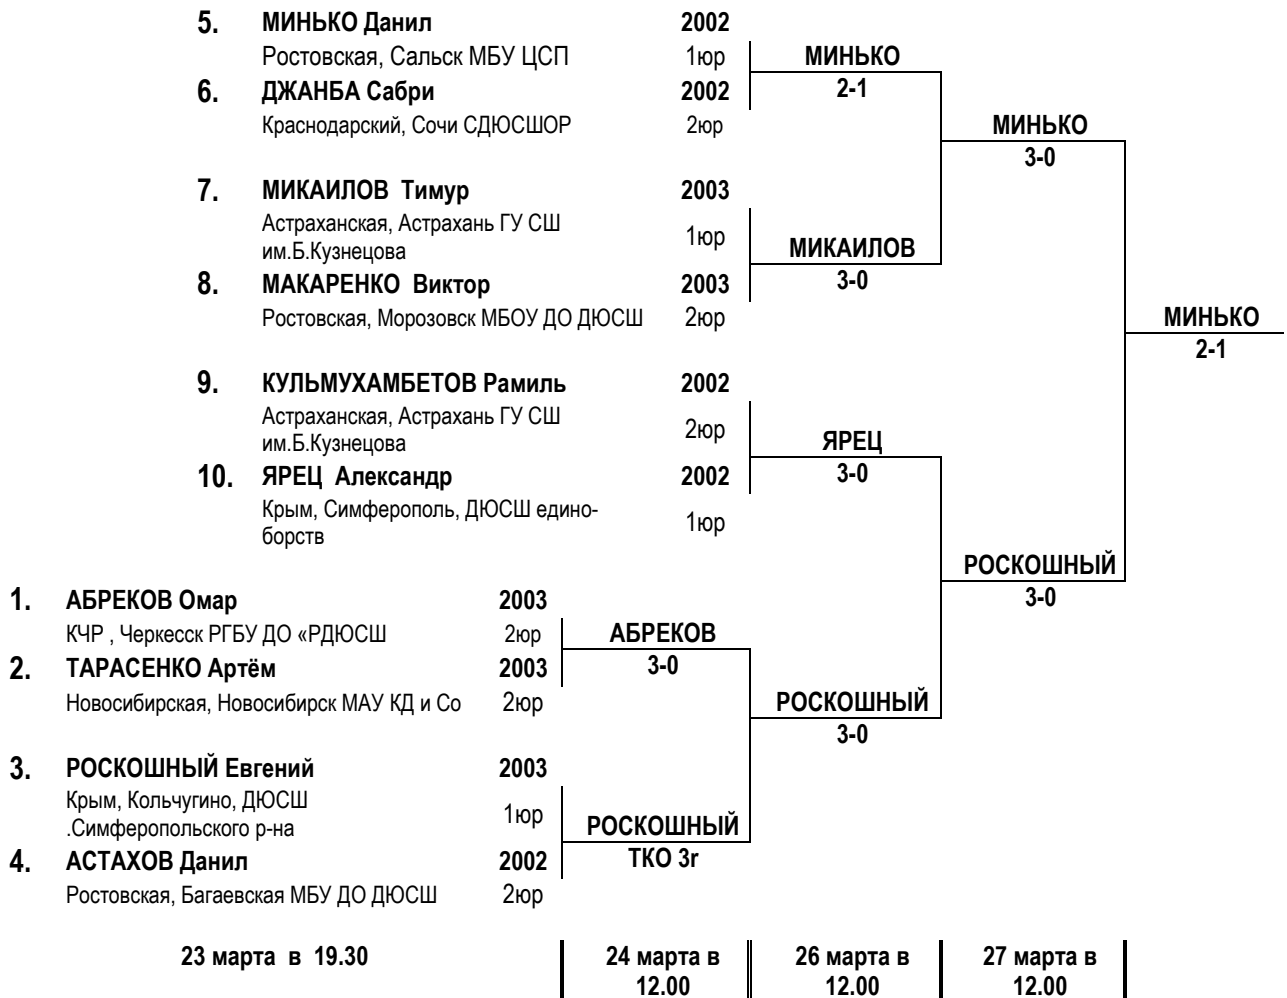 5. МИНЬКО Данил 2002
Ростовская, Сальск МБУ ЦСП 1юр МИНЬКО
6. ДЖАНБА Сабри 2002 2-1
Краснодарский, Сочи СДЮСШОР 2юр МИНЬКО
3-0
7. МИКАИЛОВ Тимур 2003
Астраханская, Астрахань ГУ СШ
им.Б.Кузнецова 1юр МИКАИЛОВ
8. МАКАРЕНКО Виктор 2003 3-0
Ростовская, Морозовск МБОУ ДО ДЮСШ 2юр МИНЬКО
2-1
9. КУЛЬМУХАМБЕТОВ Рамиль 2002
Астраханская, Астрахань ГУ СШ
им.Б.Кузнецова 2юр ЯРЕЦ
10. ЯРЕЦ Александр 2002 3-0
Крым, Симферополь, ДЮСШ едино-
борств 1юр
РОСКОШНЫЙ
1. АБРЕКОВ Омар 2003 3-0
КЧР , Черкесск РГБУ ДО «РДЮСШ 2юр АБРЕКОВ
2. ТАРАСЕНКО Артём 2003 3-0
Новосибирская, Новосибирск МАУ КД и Со 2юр РОСКОШНЫЙ
3-0
3. РОСКОШНЫЙ Евгений 2003
Крым, Кольчугино, ДЮСШ
.Симферопольского р-на 1юр РОСКОШНЫЙ
4. АСТАХОВ Данил 2002 ТКО 3r
Ростовская, Багаевская МБУ ДО ДЮСШ 2юр
23 марта в 19.30 24 марта в 26 марта в 27 марта в
12.00 12.00 12.00